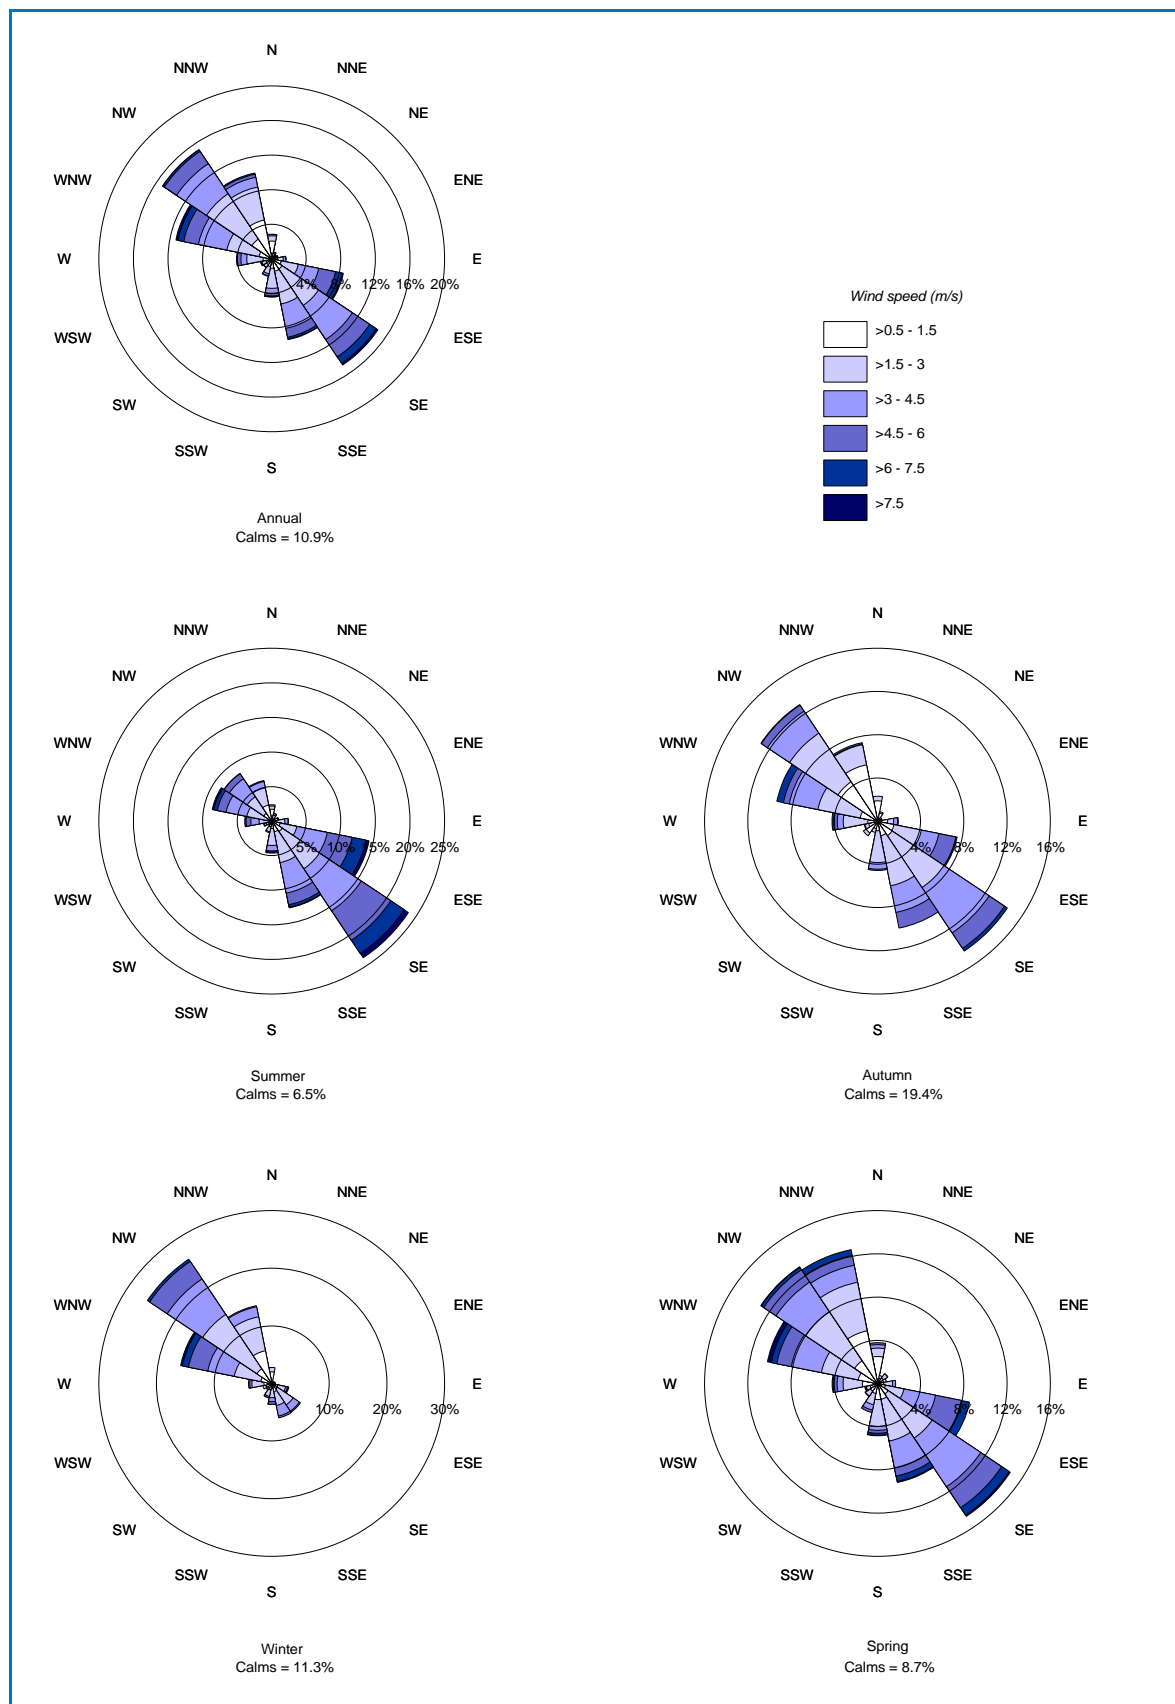 N
NNW NNE
NW NE
WNW ENE
W E
4% 8% 12% 16% 20%
WSW ESE
SW SE
SSW SSE
S
Annual
Calms = 10.9%
Wind speed (m/s)
>0.5 - 1.5
>1.5 - 3
>3 - 4.5
>4.5 - 6
>6 - 7.5
>7.5
N
NNW NNE
NW NE
WNW ENE
W E
5% 10% 15% 20% 25%
WSW ESE
SW SE
SSW SSE
S
Summer
Calms = 6.5%
N
NNW NNE
NW NE
WNW ENE
W E
4% 8% 12% 16%
WSW ESE
SW SE
SSW SSE
S
Autumn
Calms = 19.4%
N
NNW NNE
NW NE
WNW ENE
W E
10% 20% 30%
WSW ESE
SW SE
SSW SSE
S
Winter
Calms = 11.3%
N
NNW NNE
NW NE
WNW ENE
W E
4% 8% 12% 16%
WSW ESE
SW SE
SSW SSE
S
Spring
Calms = 8.7%